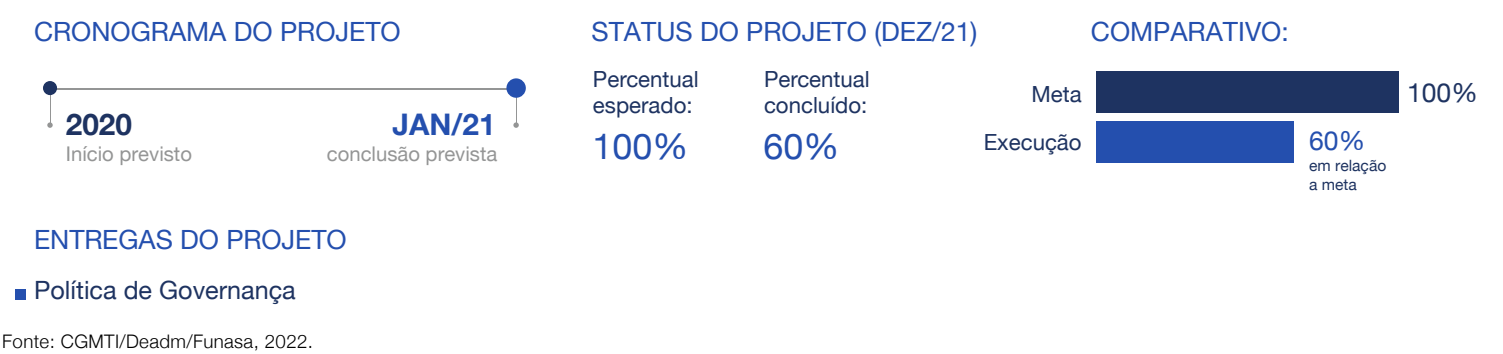 CRONOGRAMA DO PROJETO
2020
Início previsto
JAN/21
conclusão prevista
STATUS DO PROJETO (DEZ/21)
Percentual
esperado:
100%
Percentual
concluído:
60%
COMPARATIVO:
Meta
100%
Execução
60%
em relação
a meta
ENTREGAS DO PROJETO
Política de Governança
Fonte: CGMTI/Deadm/Funasa, 2022.